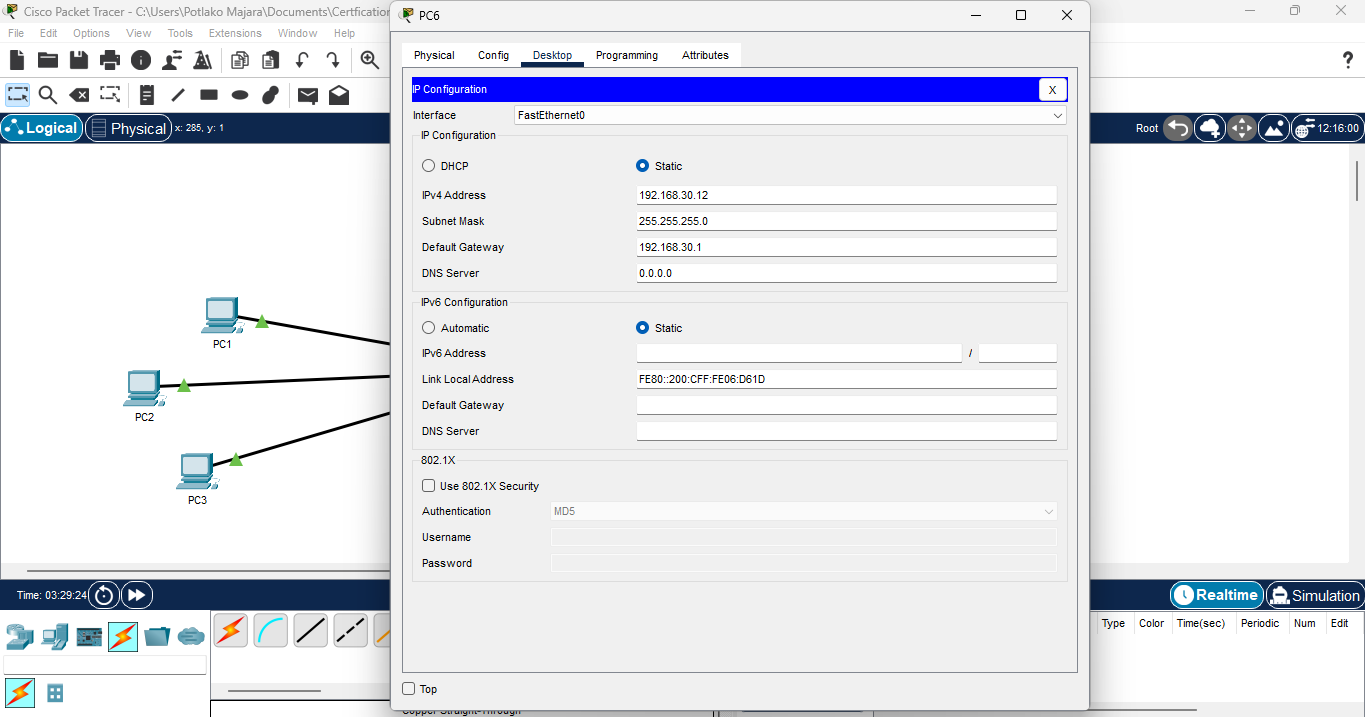 Cisco Packet Tracer - C:\Users\Potlako Majara\Documents\Certfication
File Edit Options View Tools Extensions Window Help
Logical Physical x: 285, y: 1
Root 12:16:00
PC1
PC2
PC3
Time: 03:29:24
Realtime Simulation
Type Color Time(sec) Periodic Num Edit
PC6
Physical Config Desktop Programming Attributes
IP Configuration X
Interface FastEthernet0
IP Configuration
DHCP Static
IPv4 Address 192.168.30.12
Subnet Mask 255.255.255.0
Default Gateway 192.168.30.1
DNS Server 0.0.0.0
IPv6 Configuration
Automatic Static
IPv6 Address /
Link Local Address FE80::200:CFF:FE06:D61D
Default Gateway
DNS Server
802.1X
Use 802.1X Security
Authentication MD5
Username
Password
Top
Copper Straight-Through
?